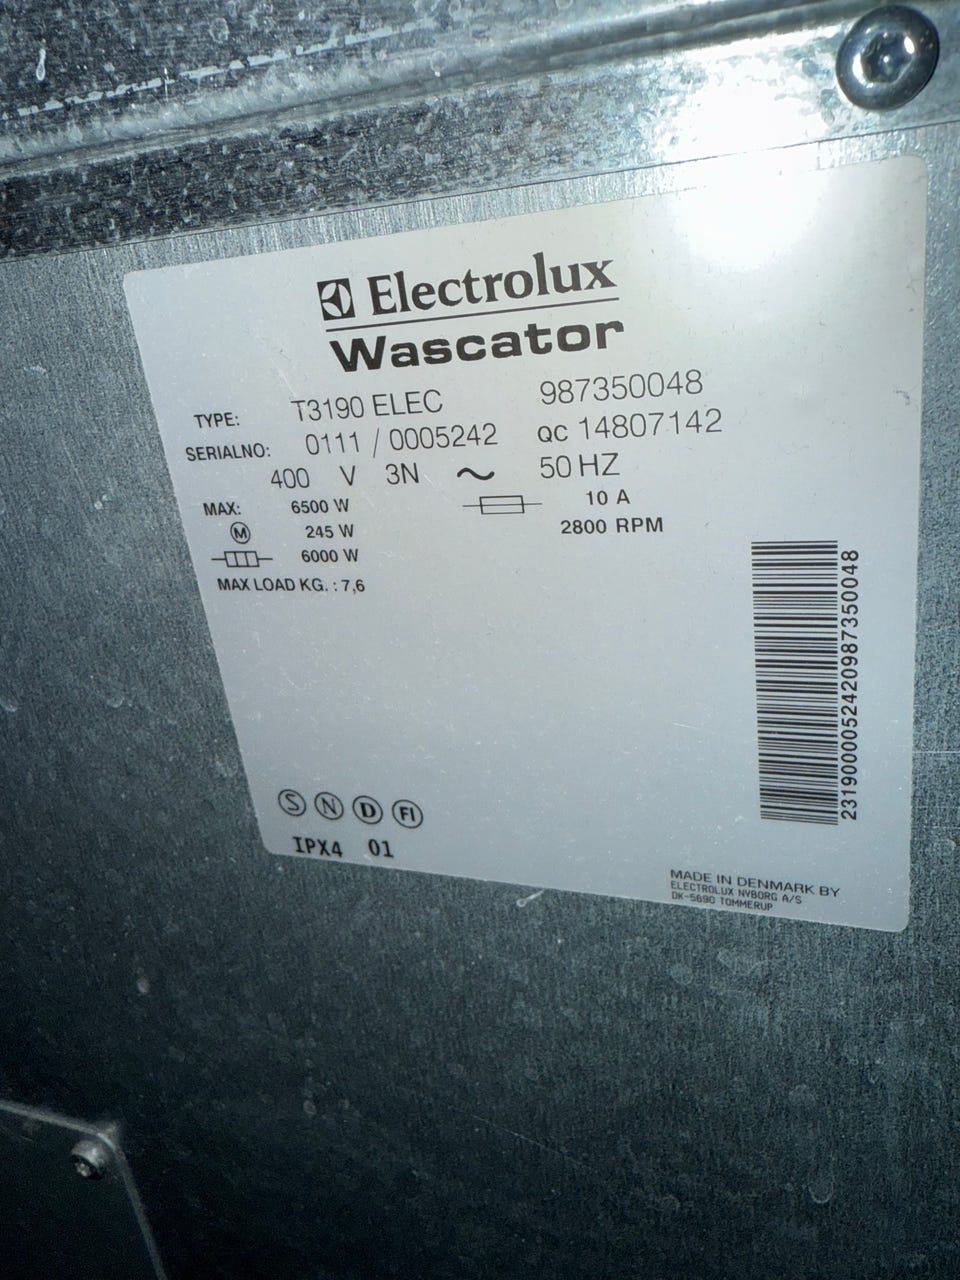 Electrolux
Wascator
TYPE: T3190 ELEC 987350048
SERIALNO: 0111 / 0005242 QC 14807142
400 V 3N ~ 50 HZ
MAX: 6500 W 10 A
M 245 W 2800 RPM
6000 W
MAX LOAD KG. : 7,6
2319000052420987350048
S N D FI
IPX4 01
MADE IN DENMARK BY
ELECTROLUX NYBORG A/S
DK-5690 TOMMERUP